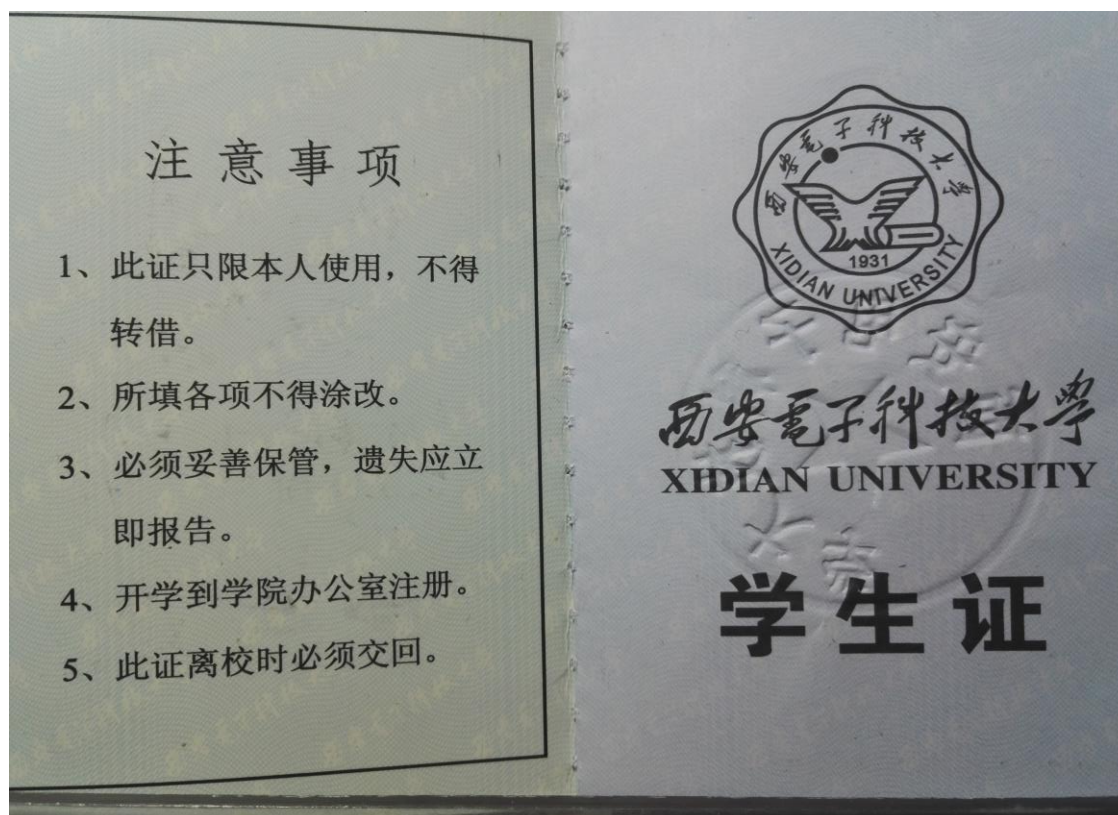 注意事项
1、此证只限本人使用，不得
转借。
2、所填各项不得涂改。
3、必须妥善保管，遗失应立
即报告。
4、开学到学院办公室注册。
5、此证离校时必须交回。
西安電子科技大学
1931
XIDIAN UNIVERSITY
西安電子科技大學
XIDIAN UNIVERSITY
学生证